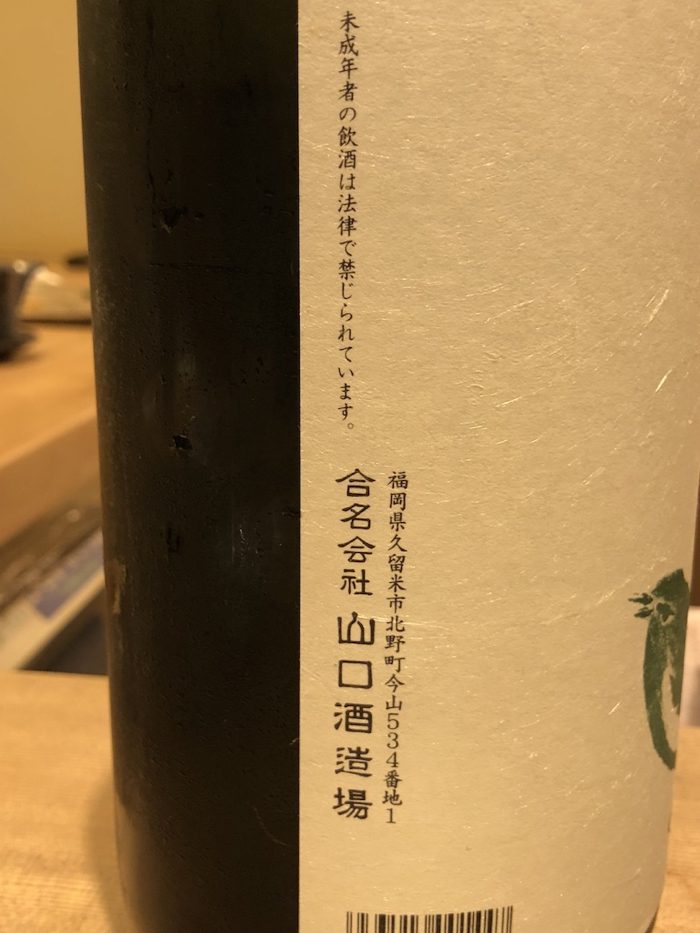 未成年者の飲酒は法律で禁じられています。
福岡県久留米市北野町今山534番地1
合名会社 山口酒造場